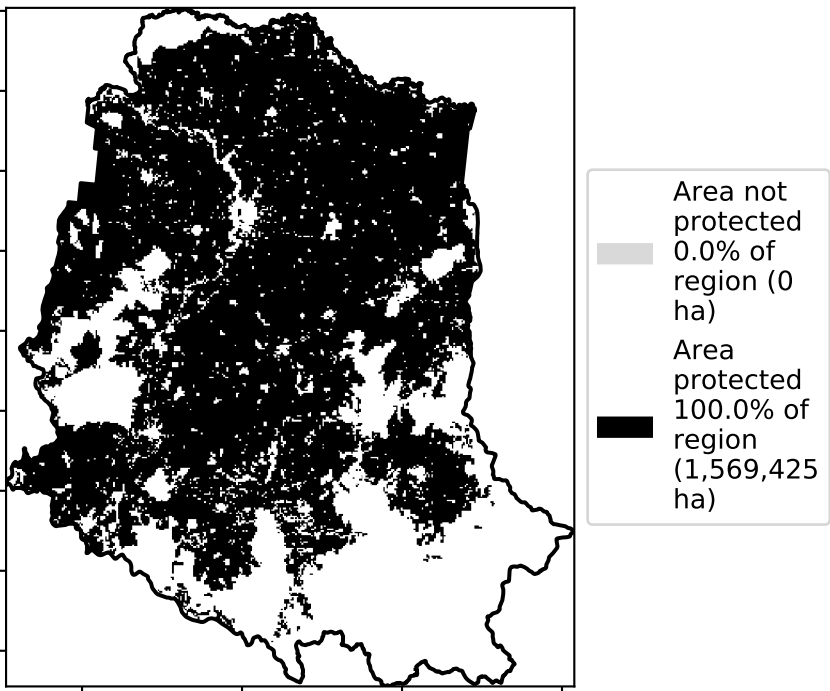 Area not
protected
0.0% of
region (0
ha)
Area
protected
100.0% of
region
(1,569,425
ha)